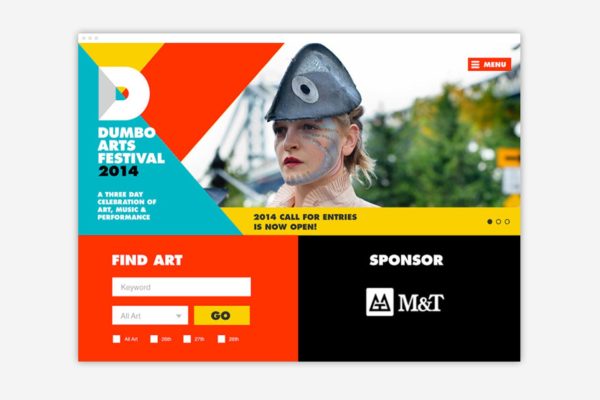 DUMBO
ARTS
FESTIVAL
2014
A THREE DAY
CELEBRATION OF
ART, MUSIC &
PERFORMANCE
MENU
2014 CALL FOR ENTRIES
IS NOW OPEN!
FIND ART
Keyword
All Art
GO
All Art
26th
27th
28th
SPONSOR
M&T